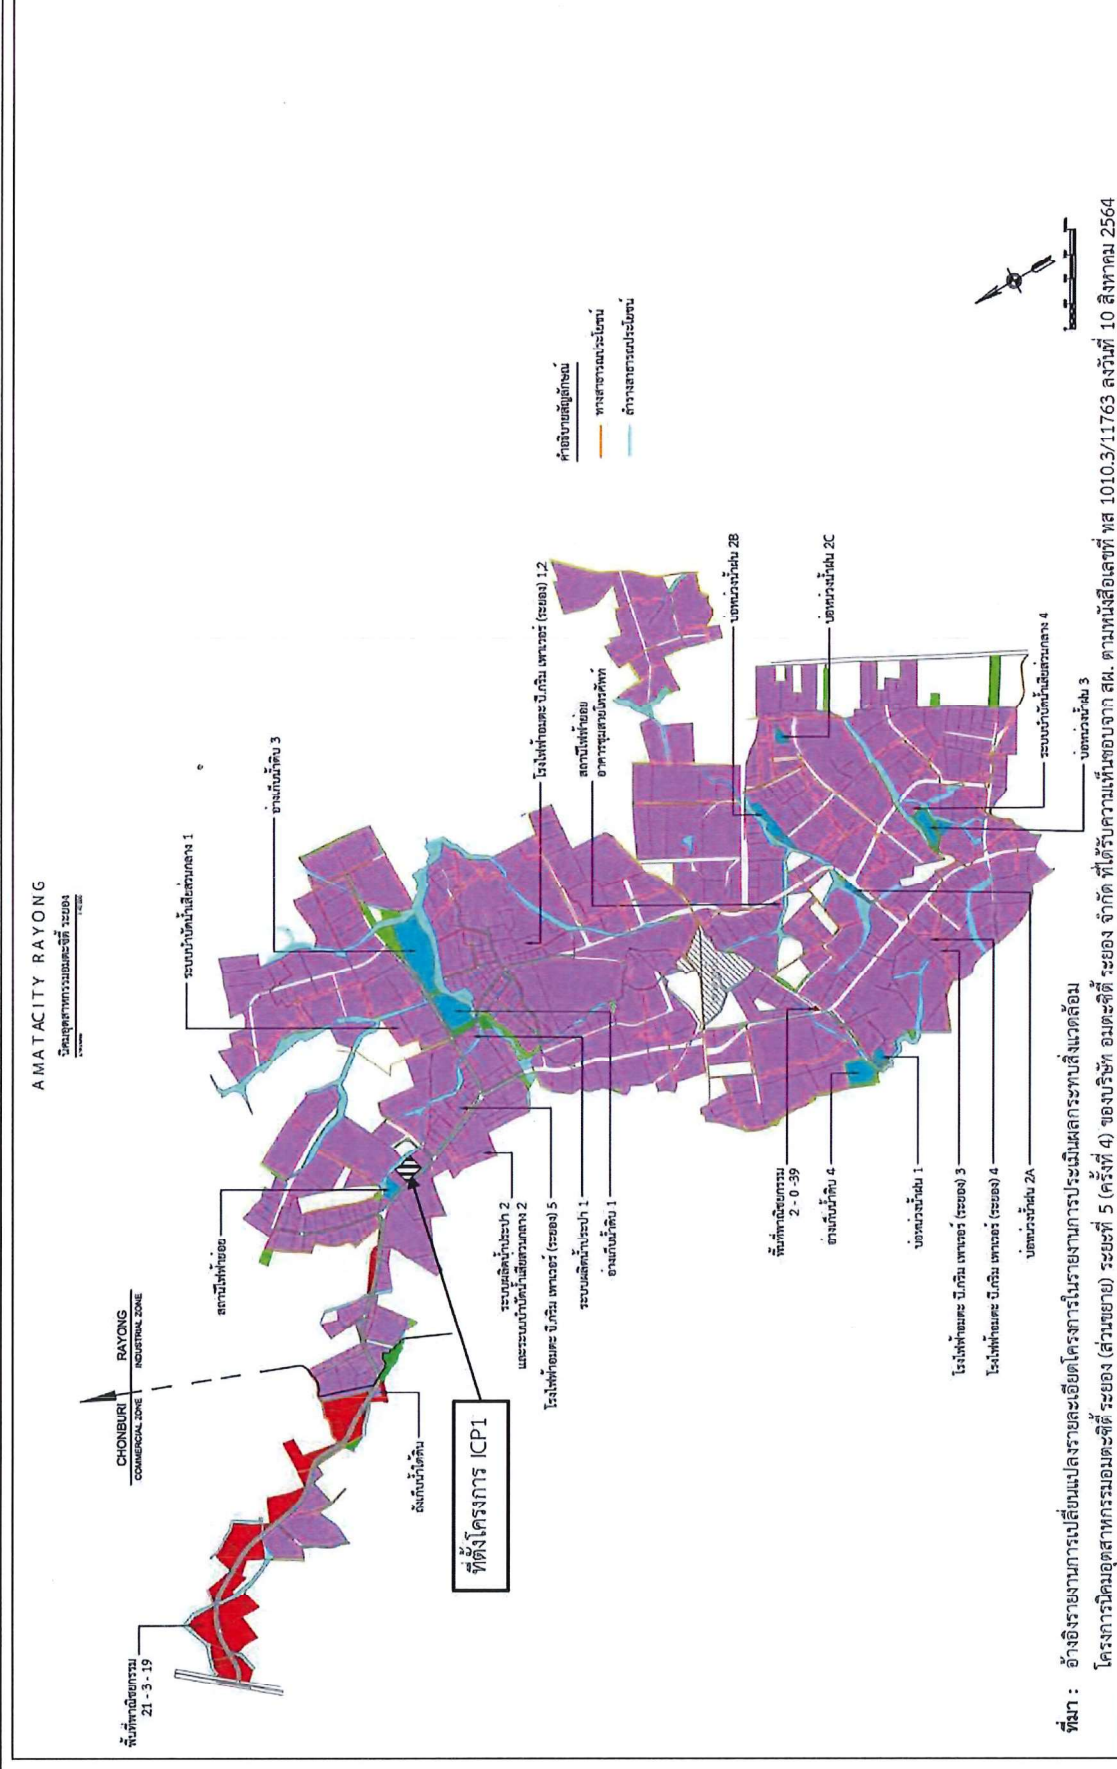 AMATACITY RAYONG
นิคมอุตสาหกรรมอมตะซิตี้ ระยอง
พื้นที่พาณิชยกรรม
21 - 3 - 19
CHONBURI
COMMERCIAL ZONE
RAYONG
INDUSTRIAL ZONE
สถานีไฟฟ้าย่อย
ระบบบำบัดน้ำเสียส่วนกลาง 1
อ่างเก็บน้ำดิบ 3
ถังเก็บน้ำใต้ดิน
ที่ตั้งโครงการ ICP1
ระบบผลิตน้ำประปา 2
และระบบบำบัดน้ำเสียส่วนกลาง 2
โรงไฟฟ้าอมตะ บี.กริม เพาเวอร์ (ระยอง) 5
ระบบผลิตน้ำประปา 1
อ่างเก็บน้ำดิบ 1
โรงไฟฟ้าอมตะ บี.กริม เพาเวอร์ (ระยอง) 1,2
สถานีไฟฟ้าย่อย
อาคารชุมสายโทรศัพท์
คำอธิบายสัญลักษณ์
ทางสาธารณประโยชน์
ลำรางสาธารณประโยชน์
บ่อหน่วงน้ำฝน 2B
บ่อหน่วงน้ำฝน 2C
พื้นที่พาณิชยกรรม
2 - 0 -39
อ่างเก็บน้ำดิบ 4
บ่อหน่วงน้ำฝน 1
โรงไฟฟ้าอมตะ บี.กริม เพาเวอร์ (ระยอง) 3
โรงไฟฟ้าอมตะ บี.กริม เพาเวอร์ (ระยอง) 4
บ่อหน่วงน้ำฝน 2A
ระบบบำบัดน้ำเสียส่วนกลาง 4
บ่อหน่วงน้ำฝน 3
ที่มา : อ้างอิงรายงานการเปลี่ยนแปลงรายละเอียดโครงการในรายงานการประเมินผลกระทบสิ่งแวดล้อม
โครงการนิคมอุตสาหกรรมอมตะซิตี้ ระยอง (ส่วนขยาย) ระยะที่ 5 (ครั้งที่ 4) ของบริษัท อมตะซิตี้ ระยอง จำกัด ที่ได้รับความเห็นชอบจาก สผ. ตามหนังสือเลขที่ ทส 1010.3/11763 ลงวันที่ 10 สิงหาคม 2564